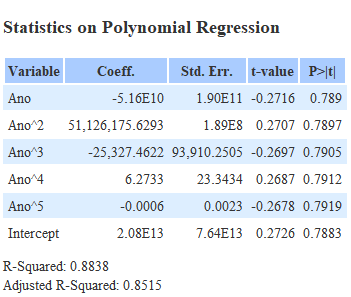 Statistics on Polynomial Regression
Variable Coeff. Std. Err. t-value P>|t|
Ano -5.16E10 1.90E11 -0.2716 0.789
Ano^2 51,126,175.6293 1.89E8 0.2707 0.7897
Ano^3 -25,327.4622 93,910.2505 -0.2697 0.7905
Ano^4 6.2733 23.3434 0.2687 0.7912
Ano^5 -0.0006 0.0023 -0.2678 0.7919
Intercept 2.08E13 7.64E13 0.2726 0.7883
R-Squared: 0.8838
Adjusted R-Squared: 0.8515